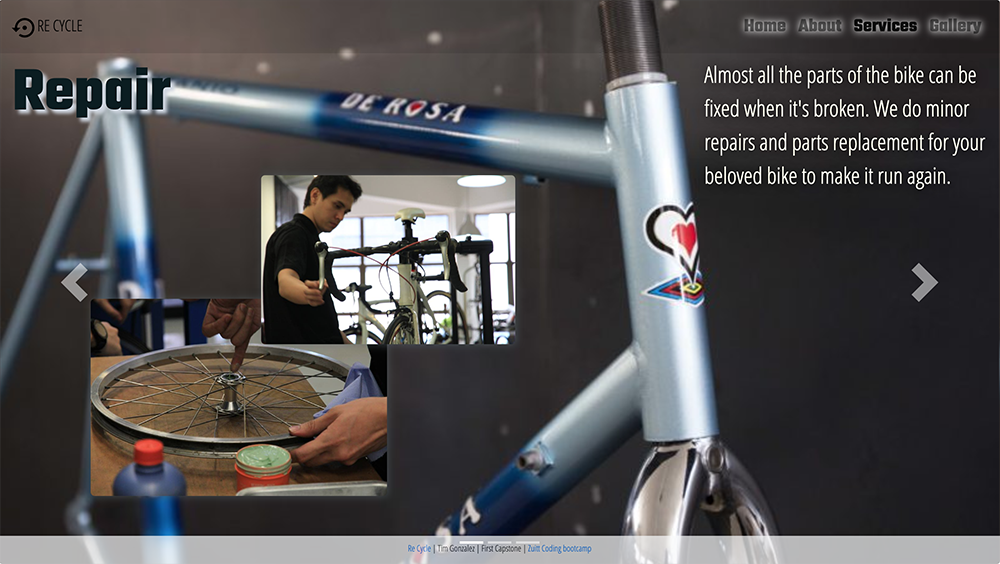 RE CYCLE
Home About Services Gallery
Repair
DE ROSA
Almost all the parts of the bike can be
fixed when it's broken. We do minor
repairs and parts replacement for your
beloved bike to make it run again.
Re Cycle | Tim Gonzalez | First Capstone | Zuitt Coding bootcamp